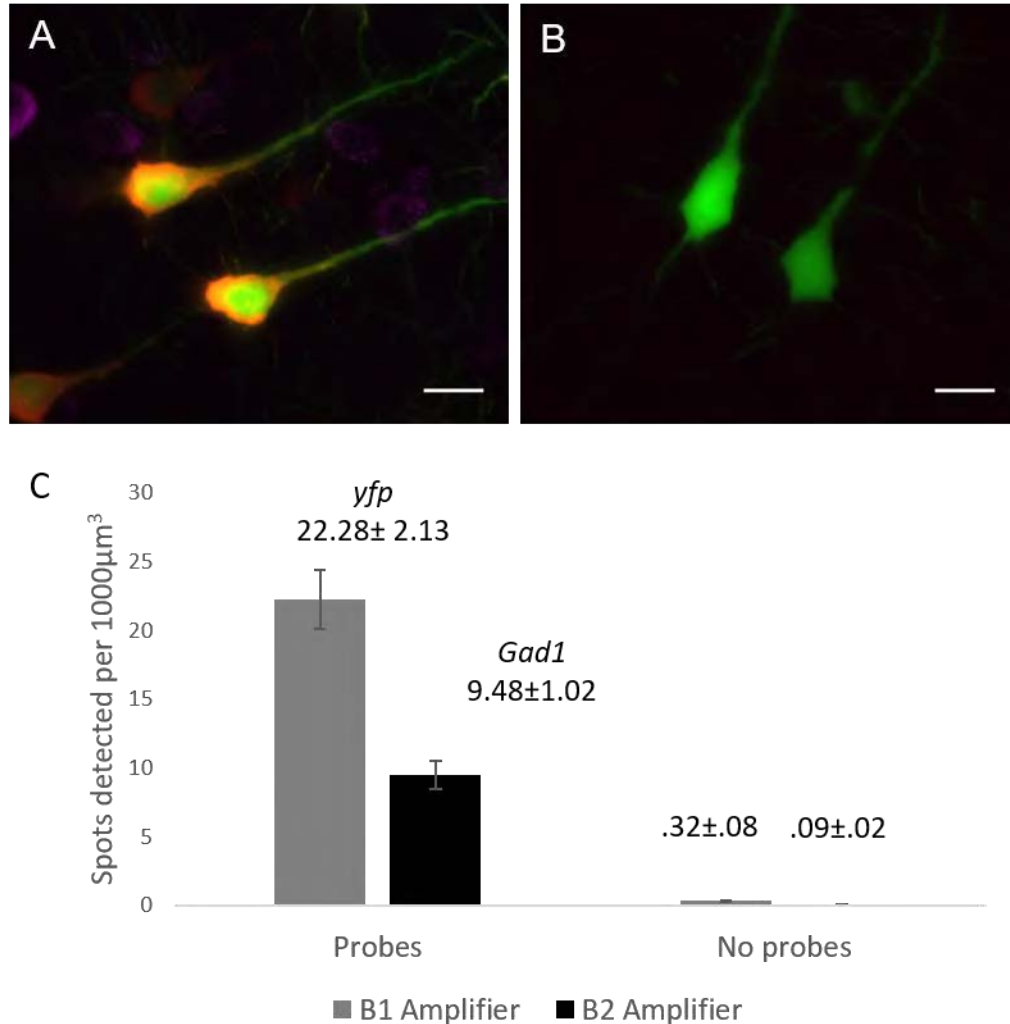 A
B
C
30
25
20
15
10
5
0
Spots detected per 1000µm³
yfp
22.28± 2.13
Gad1
9.48±1.02
.32±.08 .09±.02
Probes No probes
B1 Amplifier B2 Amplifier